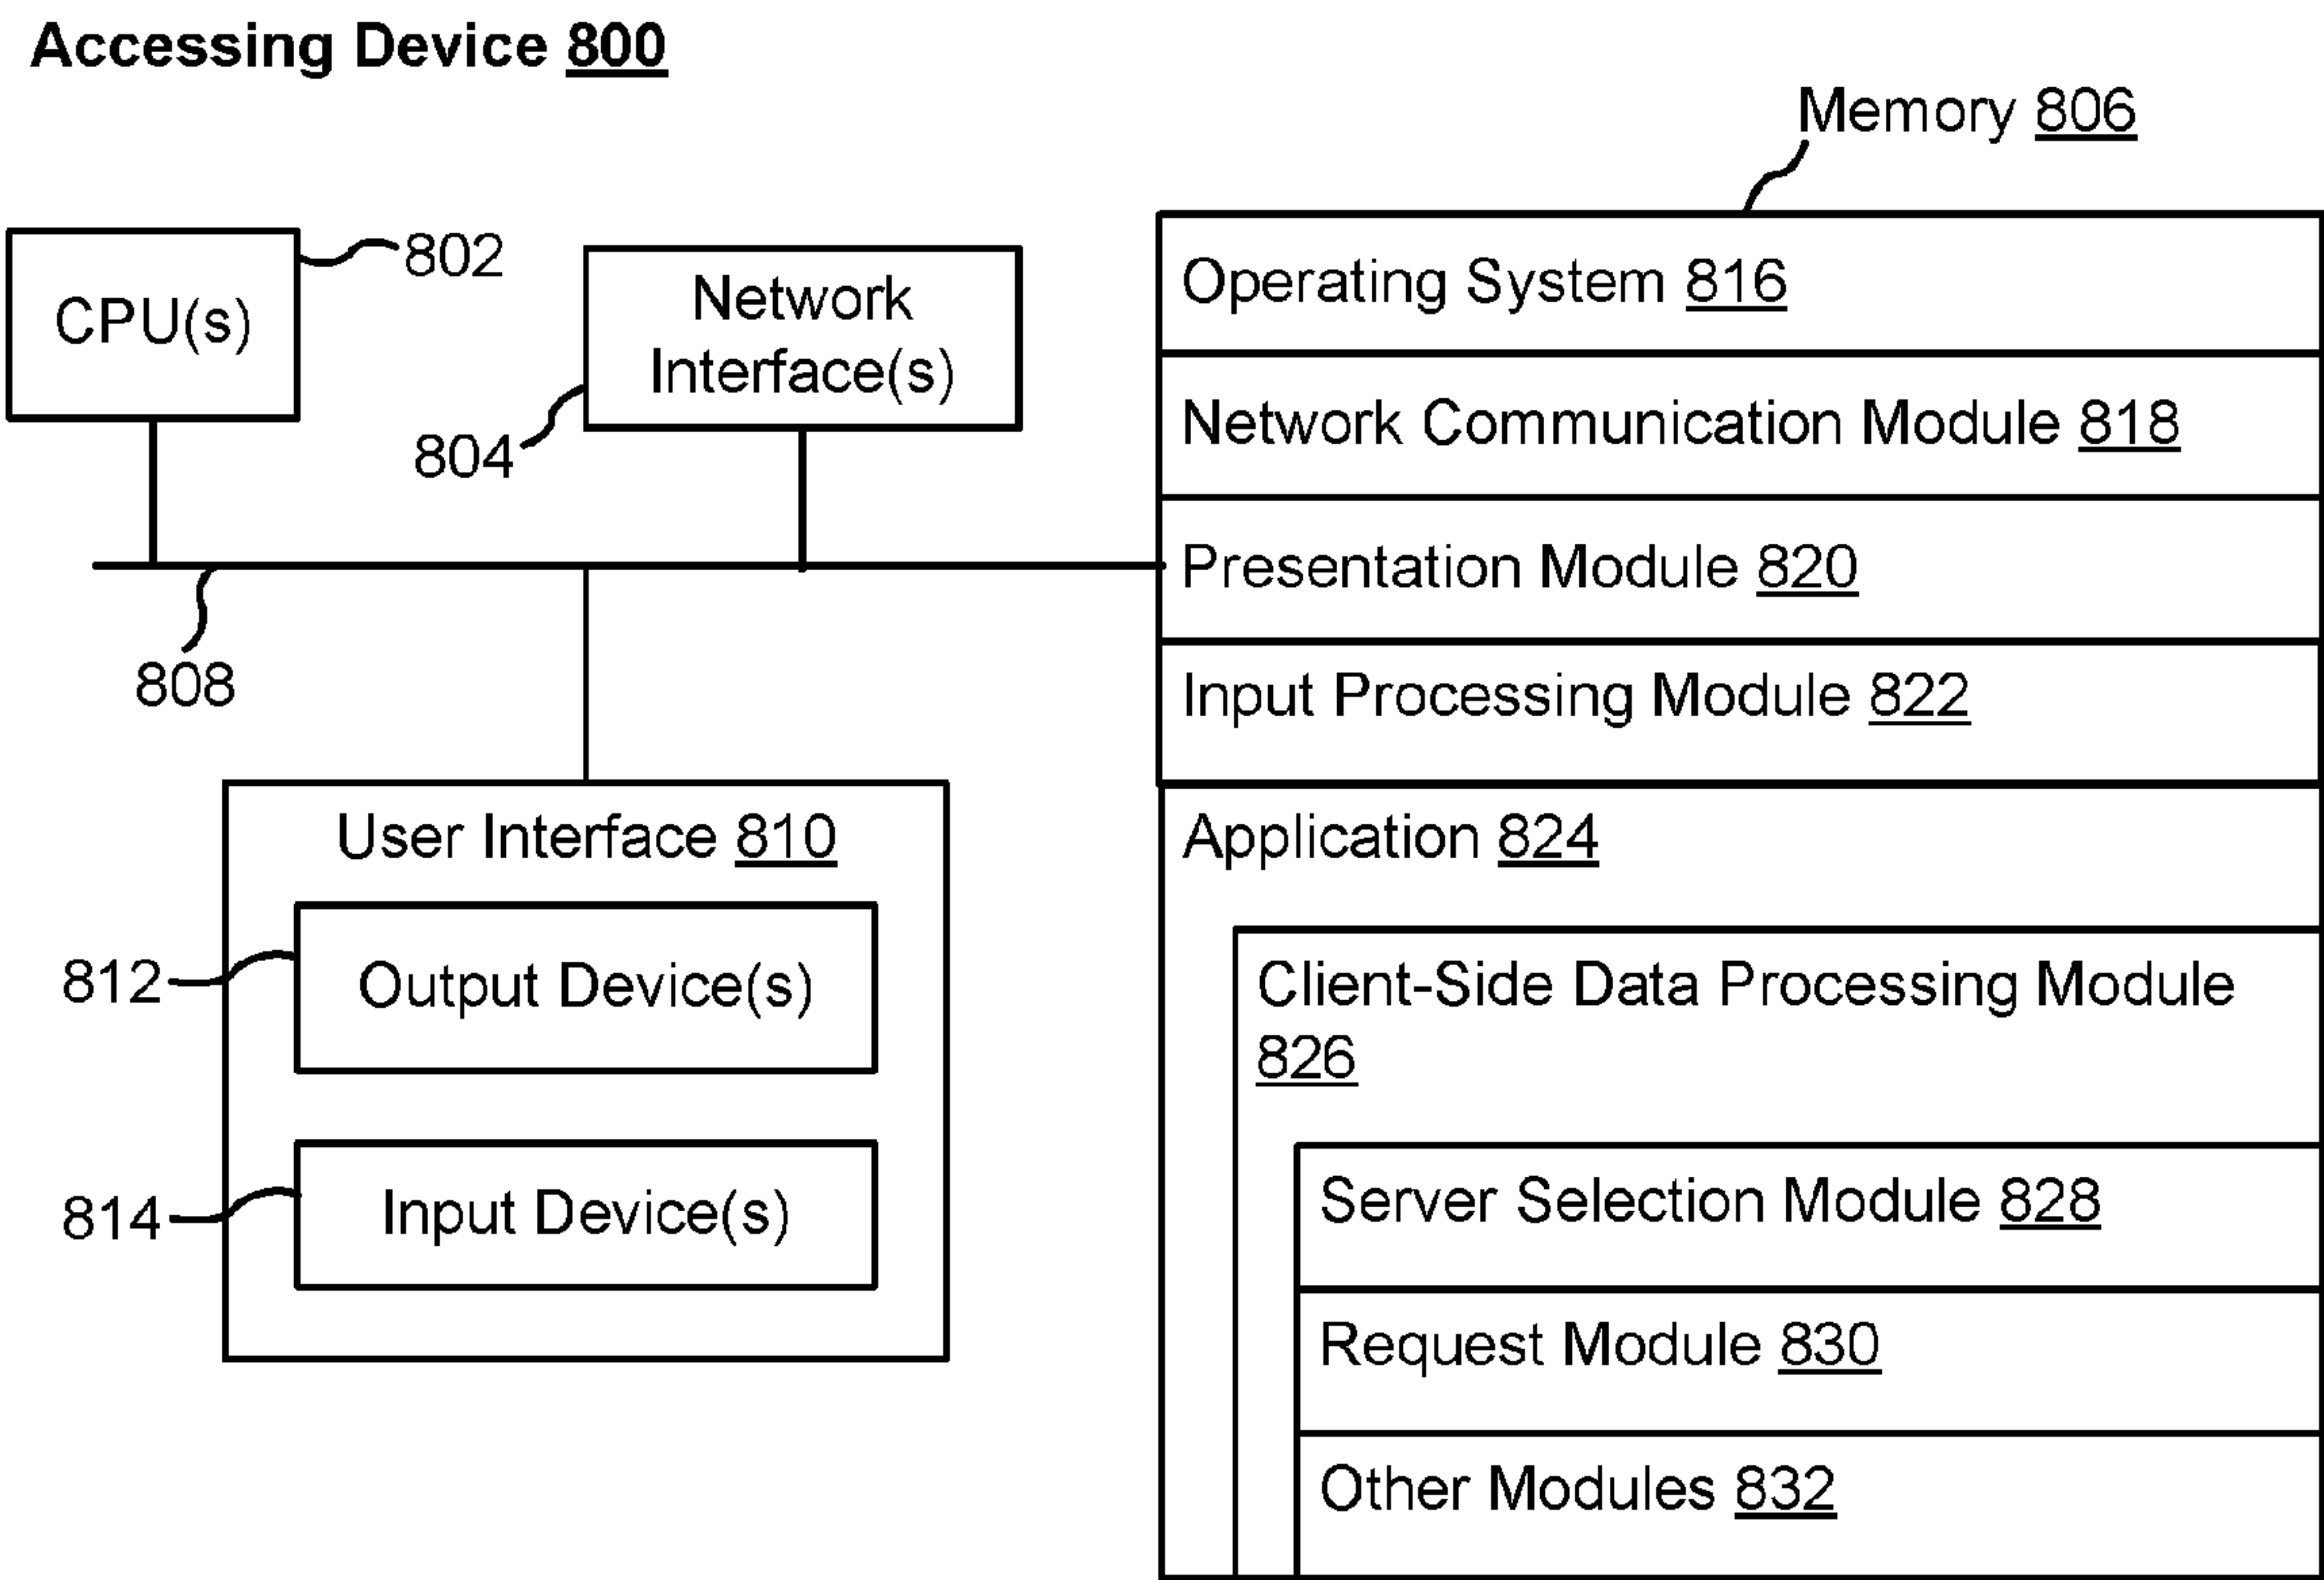 Accessing Device 800
Memory 806
CPU(s)
802
Network
Interface(s)
804
808
User Interface 810
812
Output Device(s)
814
Input Device(s)
Operating System 816
Network Communication Module 818
Presentation Module 820
Input Processing Module 822
Application 824
Client-Side Data Processing Module
826
Server Selection Module 828
Request Module 830
Other Modules 832